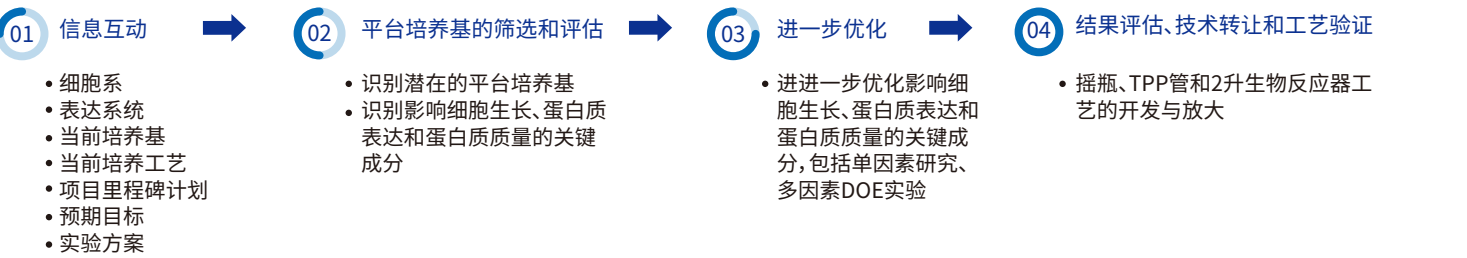 01 信息互动
• 细胞系
• 表达系统
• 当前培养基
• 当前培养工艺
• 项目里程碑计划
• 预期目标
• 实验方案
02 平台培养基的筛选和评估
• 识别潜在的平台培养基
• 识别影响细胞生长、蛋白质
表达和蛋白质质量的关键
成分
03 进一步优化
• 进进一步优化影响细
胞生长、蛋白质表达和
蛋白质质量的关键成
分,包括单因素研究、
多因素DOE实验
04 结果评估、技术转让和工艺验证
• 摇瓶、TPP管和2升生物反应器工
艺的开发与放大